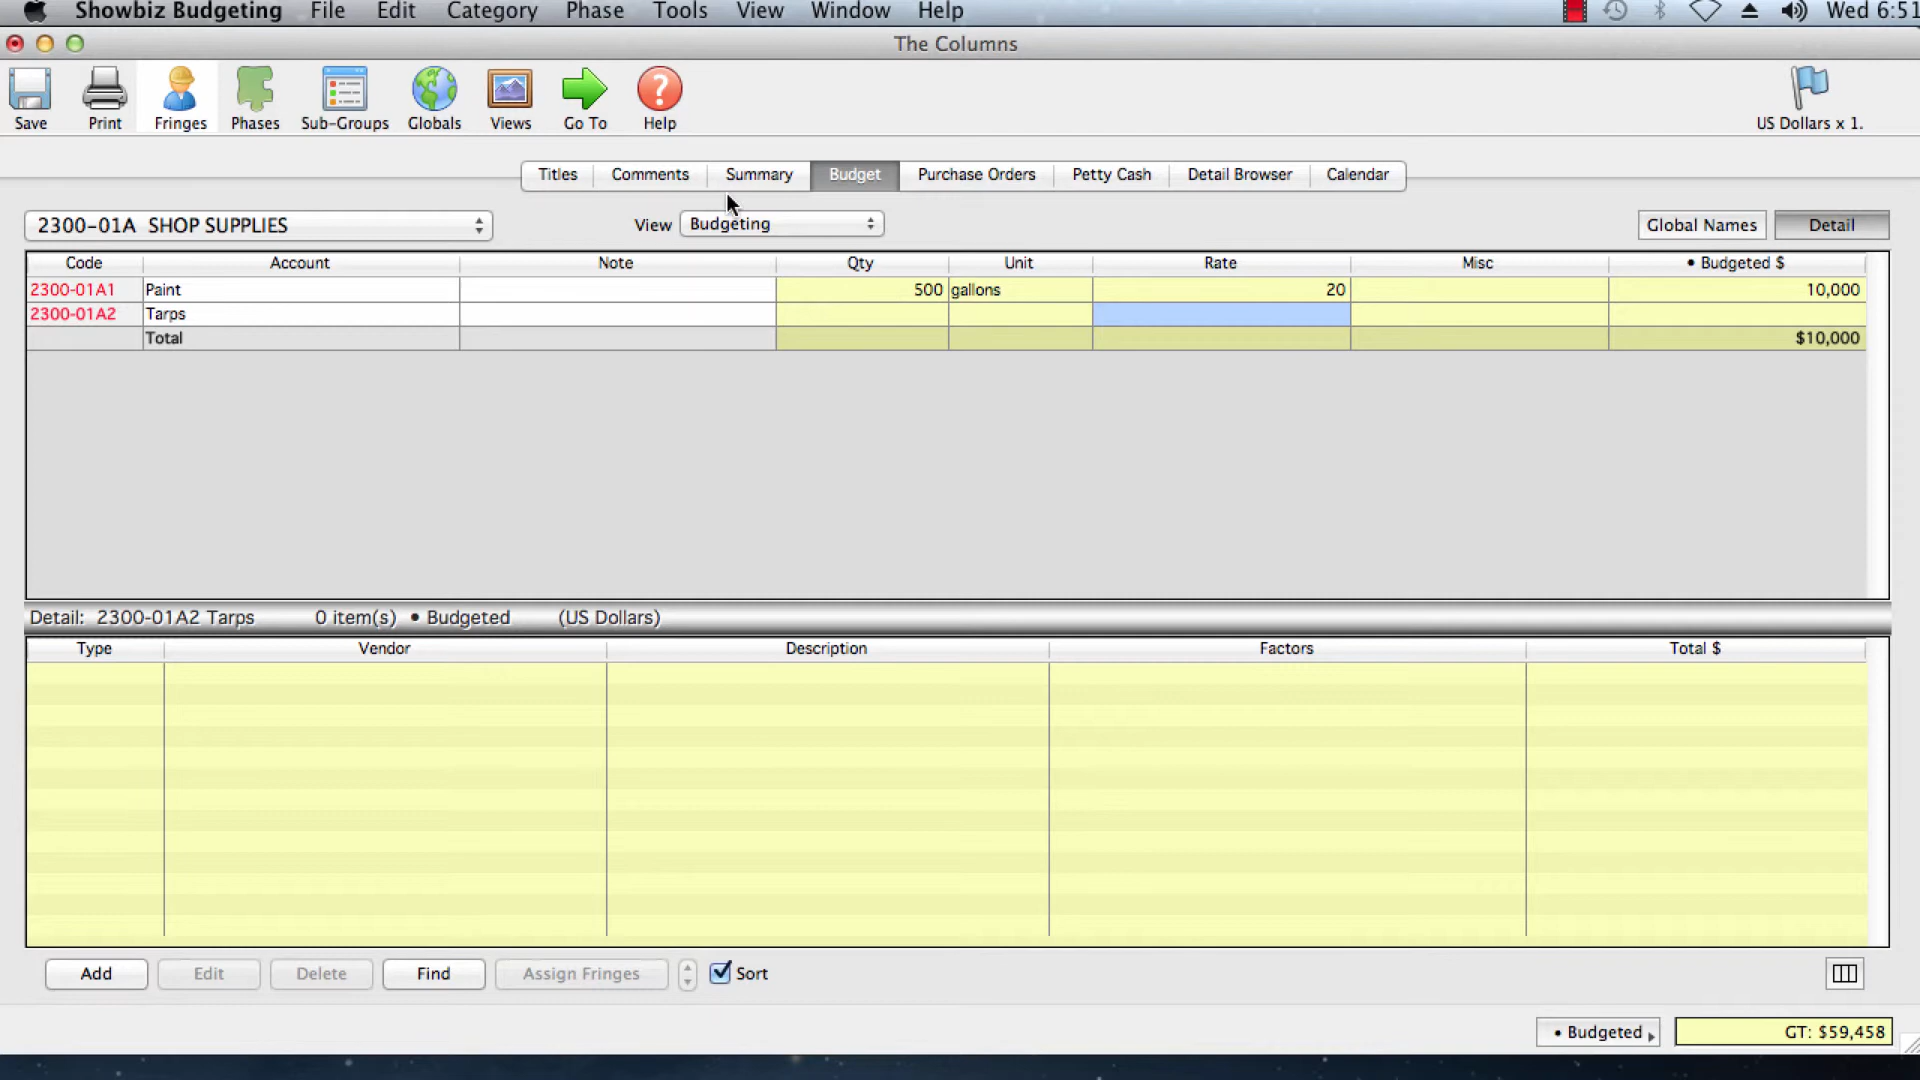 Showbiz Budgeting File Edit Category Phase Tools View Window Help Wed 6:51
The Columns
Save Print Fringes Phases Sub-Groups Globals Views Go To Help US Dollars x 1.
Titles Comments Summary Budget Purchase Orders Petty Cash Detail Browser Calendar
2300-01A SHOP SUPPLIES View Budgeting Global Names Detail
Code Account Note Qty Unit Rate Misc • Budgeted $
2300-01A1 Paint 500 gallons 20 10,000
2300-01A2 Tarps
Total $10,000
Detail: 2300-01A2 Tarps 0 item(s) • Budgeted (US Dollars)
Type Vendor Description Factors Total $
Add Edit Delete Find Assign Fringes Sort
• Budgeted GT: $59,458